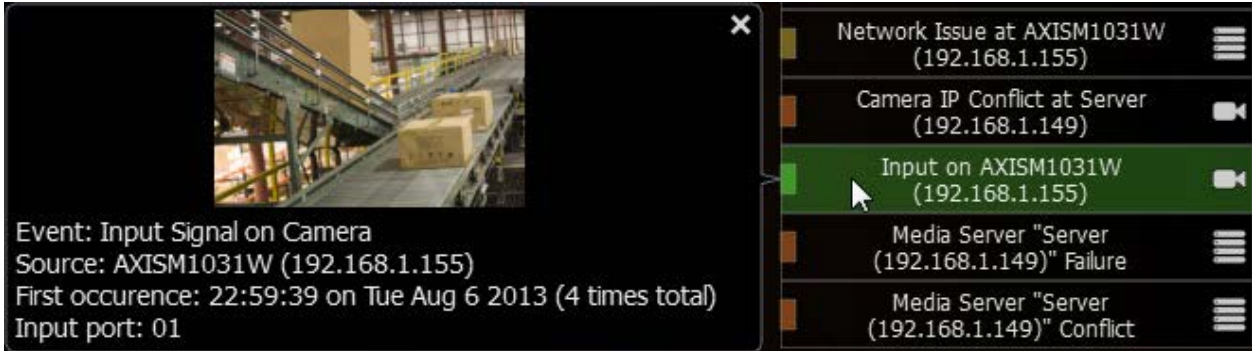 Event: Input Signal on Camera
Source: AXISM1031W (192.168.1.155)
First occurence: 22:59:39 on Tue Aug 6 2013 (4 times total)
Input port: 01
Network Issue at AXISM1031W
(192.168.1.155)
Camera IP Conflict at Server
(192.168.1.149)
Input on AXISM1031W
(192.168.1.155)
Media Server "Server
(192.168.1.149)" Failure
Media Server "Server
(192.168.1.149)" Conflict